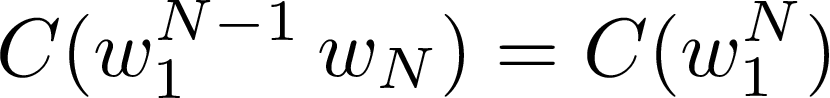 $C(w_1^{N-1} \, w_N) = C(w_1^N)$